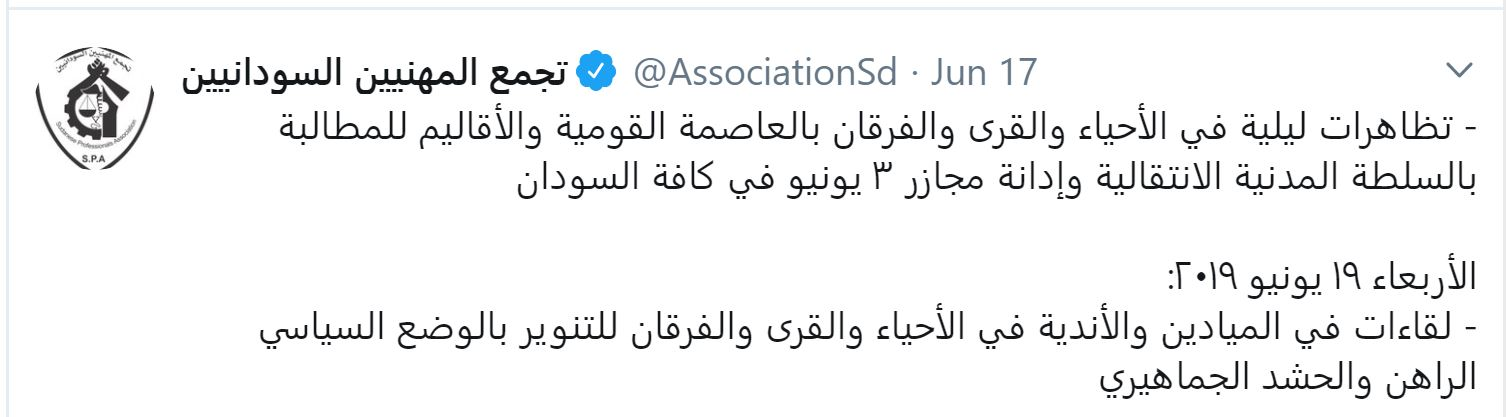 تجمع المهنيين السودانيين @AssociationSd · Jun 17
- تظاهرات ليلية في الأحياء والقرى والفرقان بالعاصمة القومية والأقاليم للمطالبة
بالسلطة المدنية الانتقالية وإدانة مجازر ٣ يونيو في كافة السودان
الأربعاء ١٩ يونيو ٢٠١٩:
- لقاءات في الميادين والأندية في الأحياء والقرى والفرقان للتنوير بالوضع السياسي
الراهن والحشد الجماهيري
تجمع المهنيين السودانيين
Sudanese Professionals Association
S.P.A